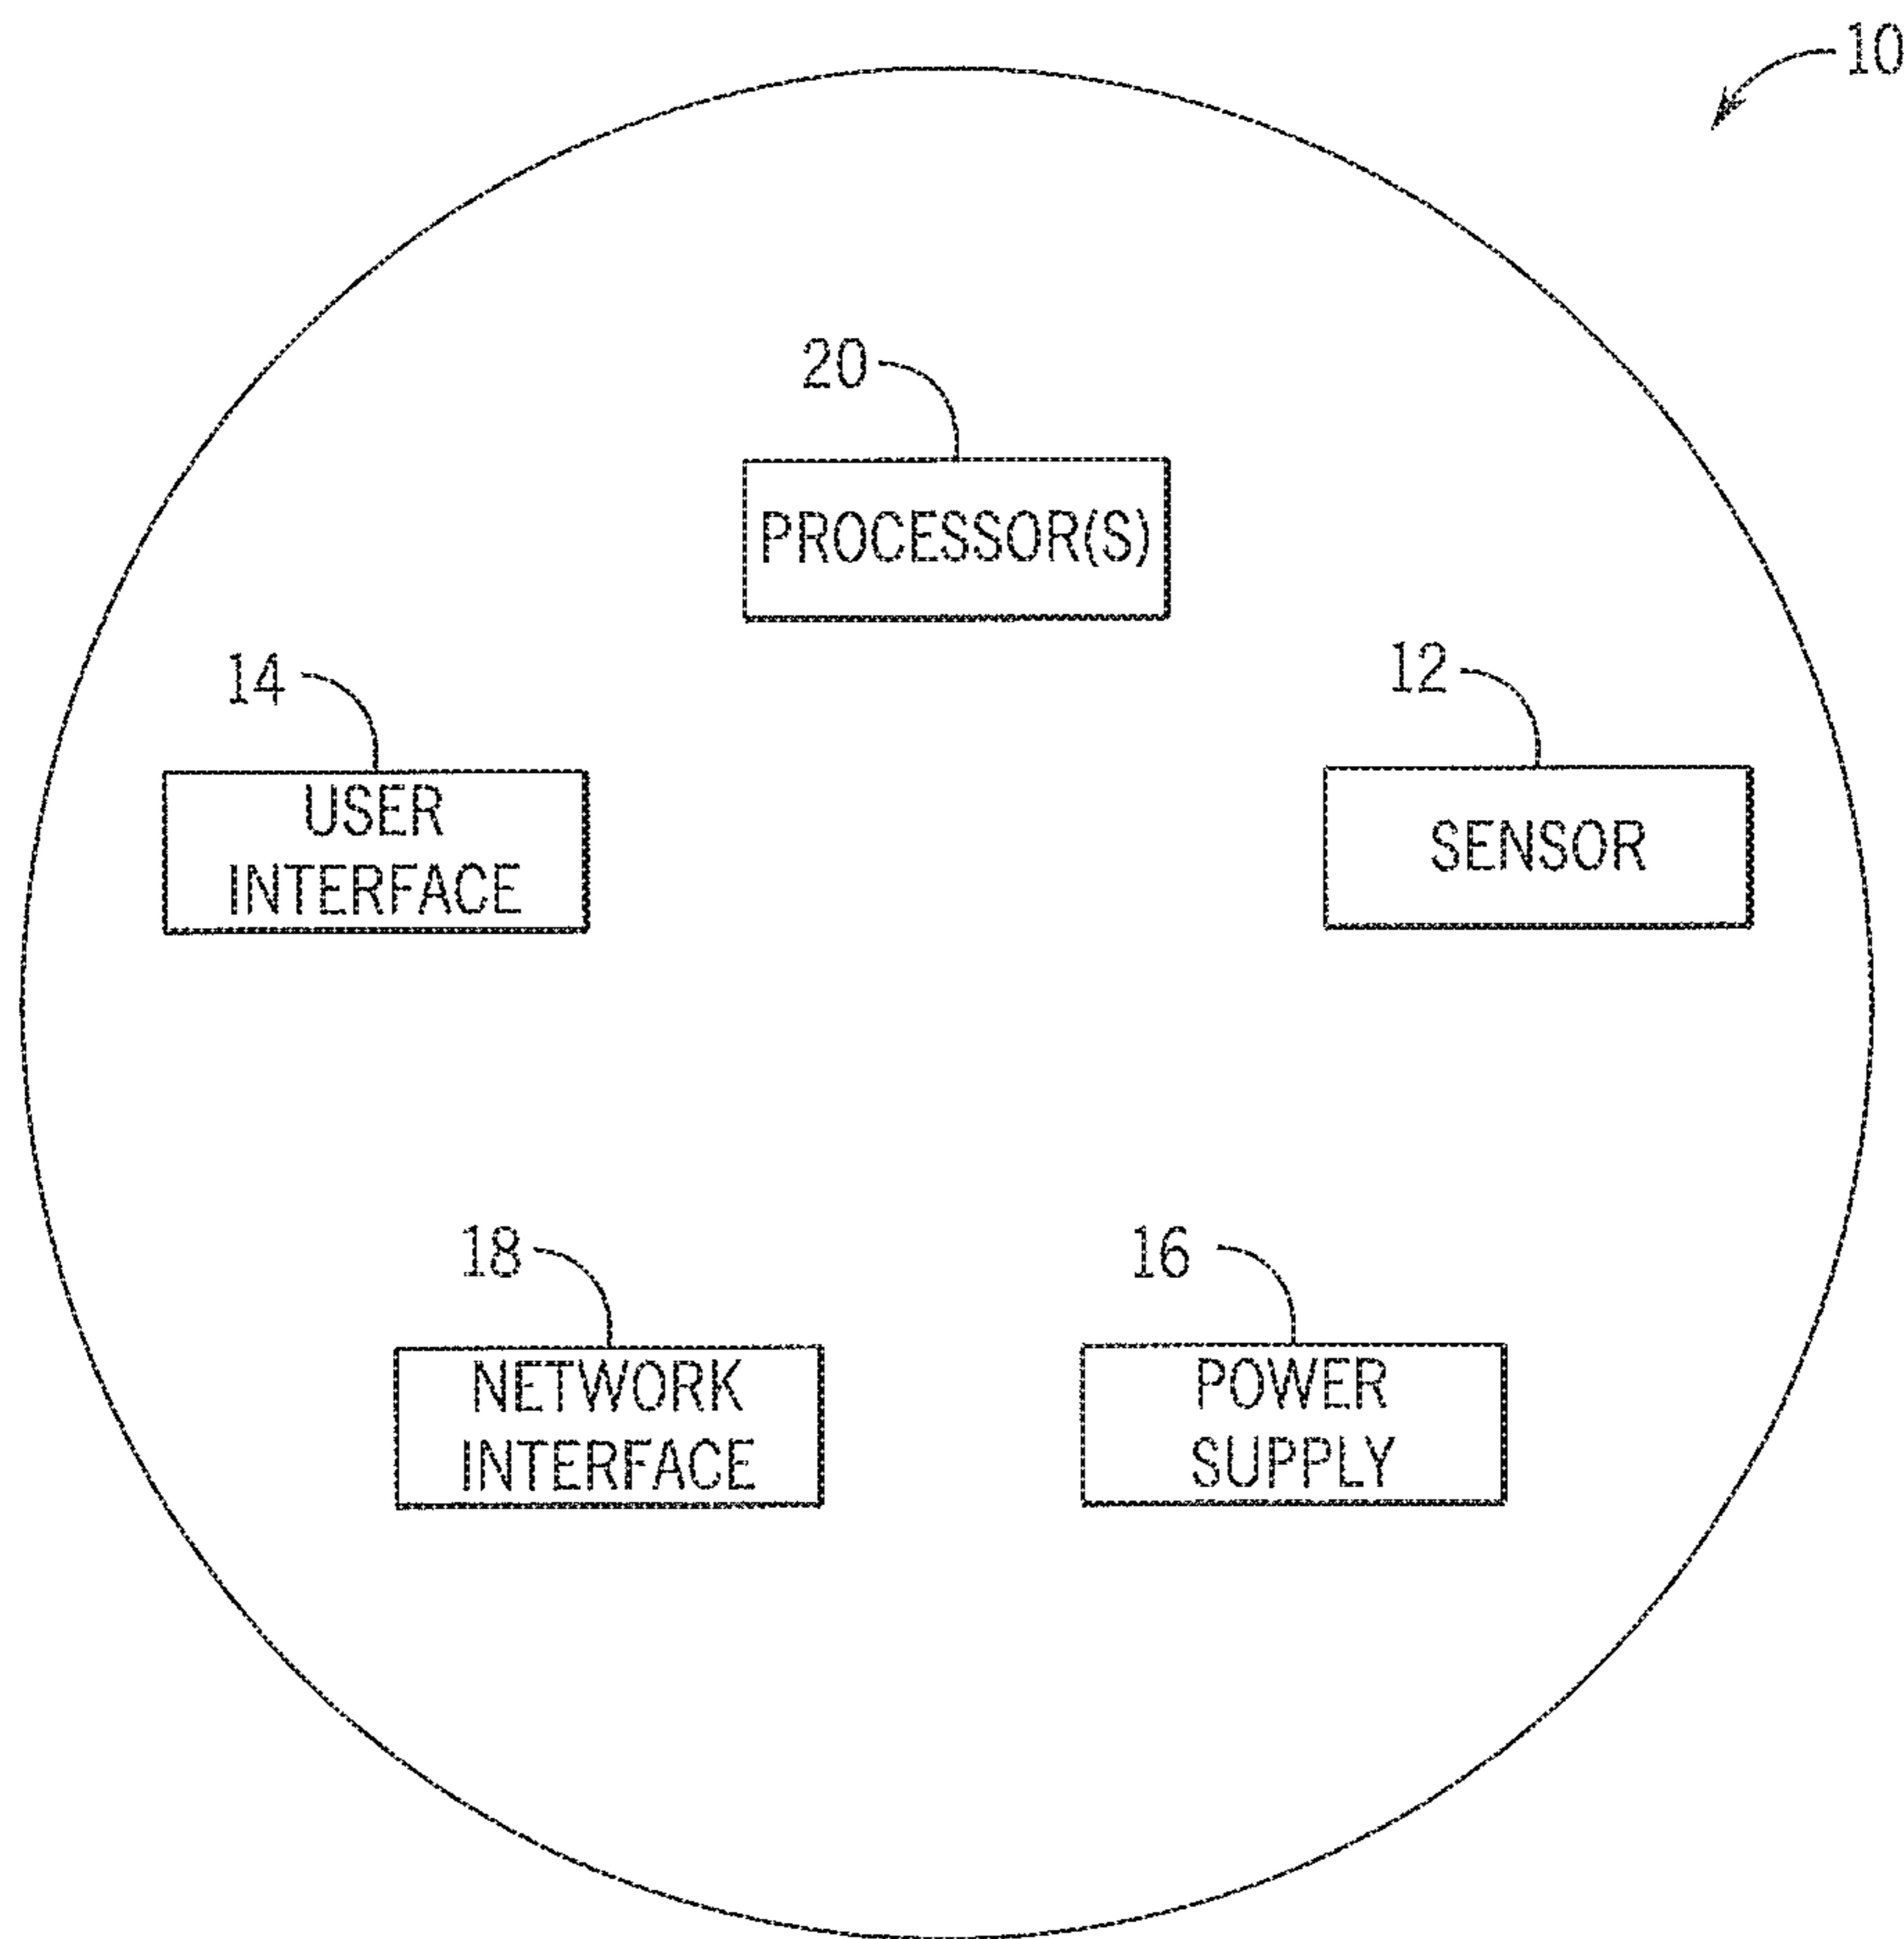 10
20
PROCESSOR(S)
14
USER
INTERFACE
12
SENSOR
18
NETWORK
INTERFACE
16
POWER
SUPPLY